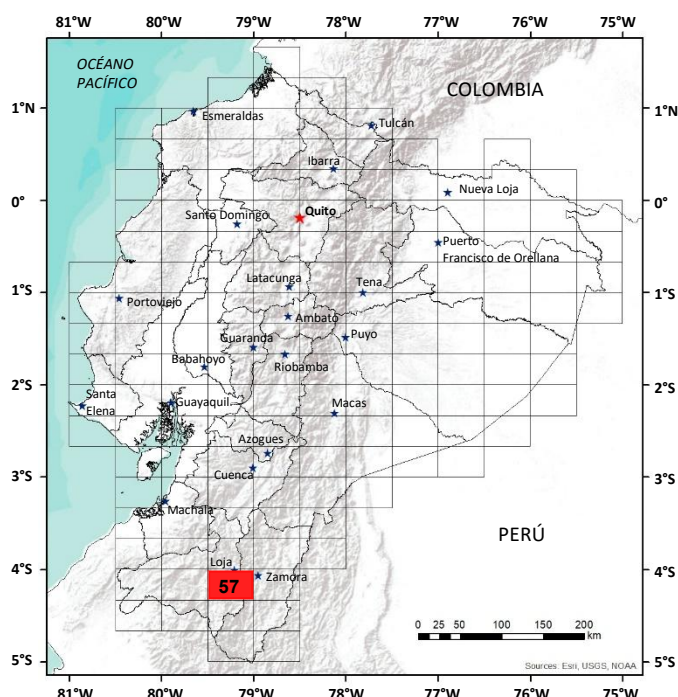 81°W 80°W 79°W 78°W 77°W 76°W 75°W
OCÉANO
PACÍFICO
COLOMBIA
1°N 1°N
Esmeraldas
Tulcán
Ibarra
Nueva Loja
0° 0°
Santo Domingo
Quito
Puerto
Francisco de Orellana
Latacunga
Tena
1°S 1°S
Portoviejo
Ambato
Guaranda
Puyo
Babahoyo
Riobamba
2°S 2°S
Santa
Elena
Guayaquil.
Macas
Azogues
3°S 3°S
Cuenca
Machala
PERÚ
Loja
4°S 4°S
57
Zamora
0 25 50 100 150 200
km
5°S 5°S
Sources: Esri, USGS, NOAA
81°W 80°W 79°W 78°W 77°W 76°W 75°W